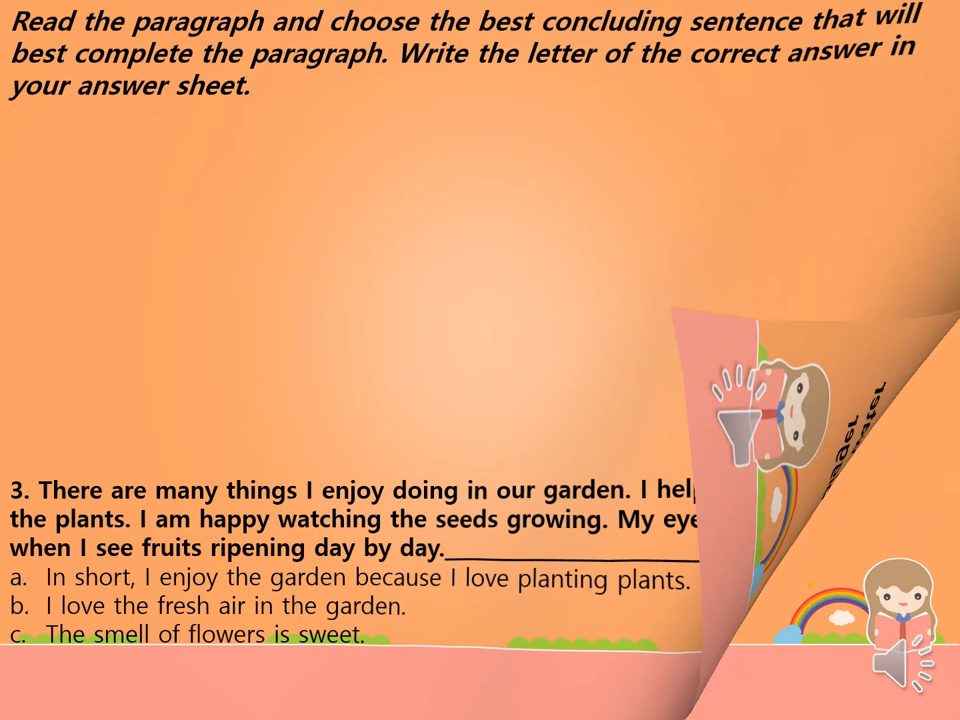 Read the paragraph and choose the best concluding sentence that will
best complete the paragraph. Write the letter of the correct answer in
your answer sheet.
3. There are many things I enjoy doing in our garden. I
the plants. I am happy watching the seeds growing. My
when I see fruits ripening day by day.
a. In short, I enjoy the garden because I love planting plants.
b. I love the fresh air in the garden.
c. The smell of flowers is sweet.